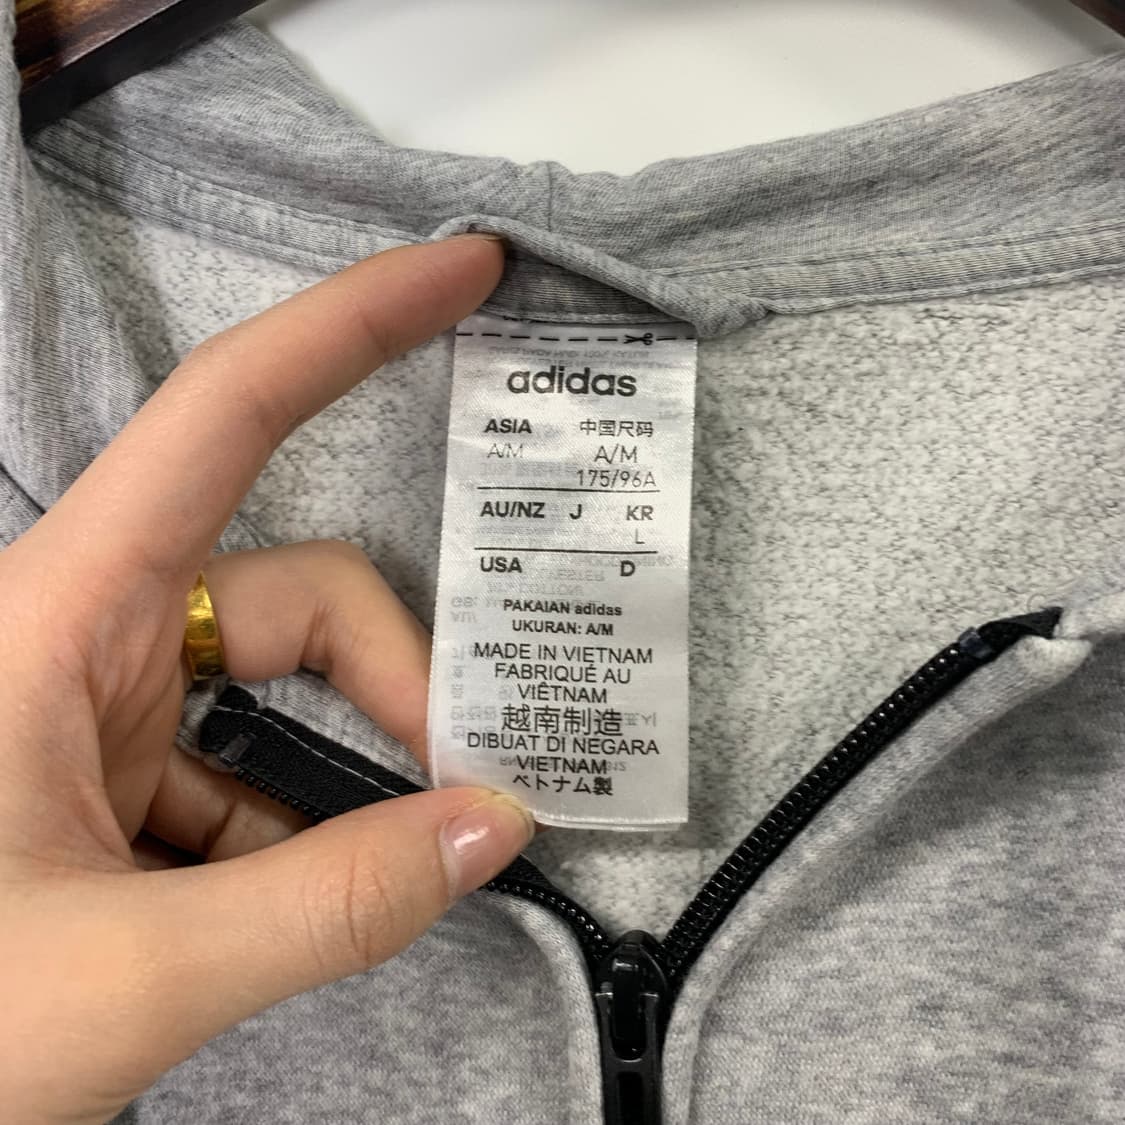 adidas
ASIA 中国尺码
A/M A/M
175/96A
AU/NZ J KR
L
USA D
PAKAIAN adidas
UKURAN: A/M
MADE IN VIETNAM
FABRIQUÉ AU
VIÊTNAM
越南制造
DIBUAT DI NEGARA
VIETNAM
ベトナム製